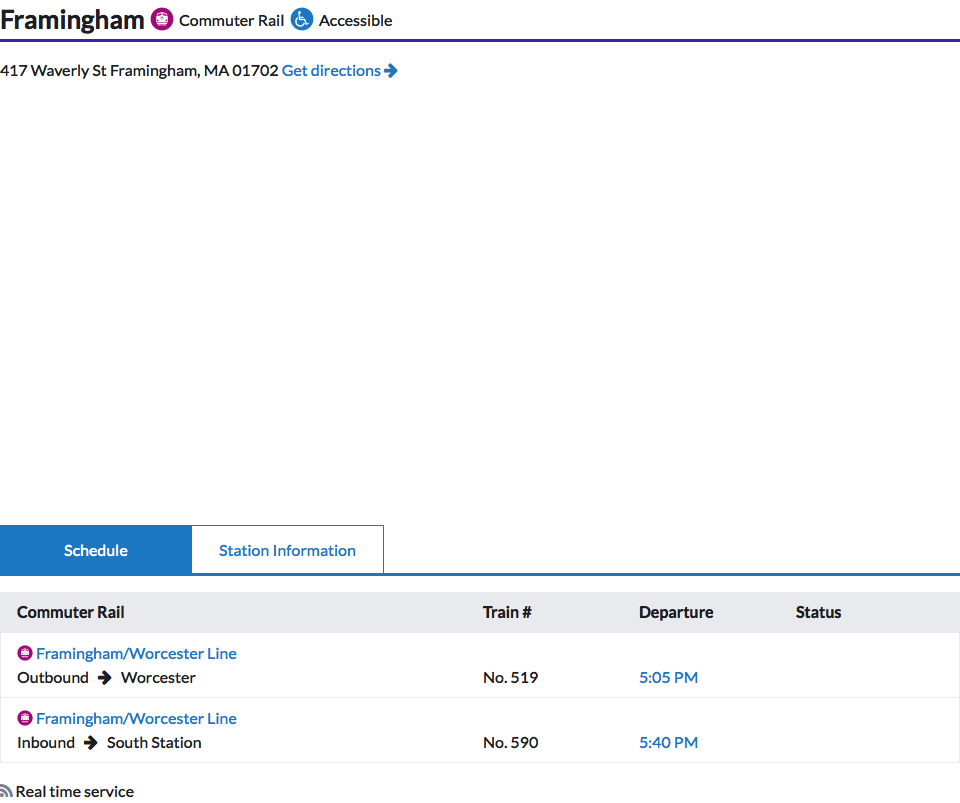 Framingham Commuter Rail Accessible
417 Waverly St Framingham, MA 01702 Get directions
Schedule Station Information
Commuter Rail Train # Departure Status
Framingham/Worcester Line
Outbound Worcester No. 519 5:05 PM
Framingham/Worcester Line
Inbound South Station No. 590 5:40 PM
Real time service